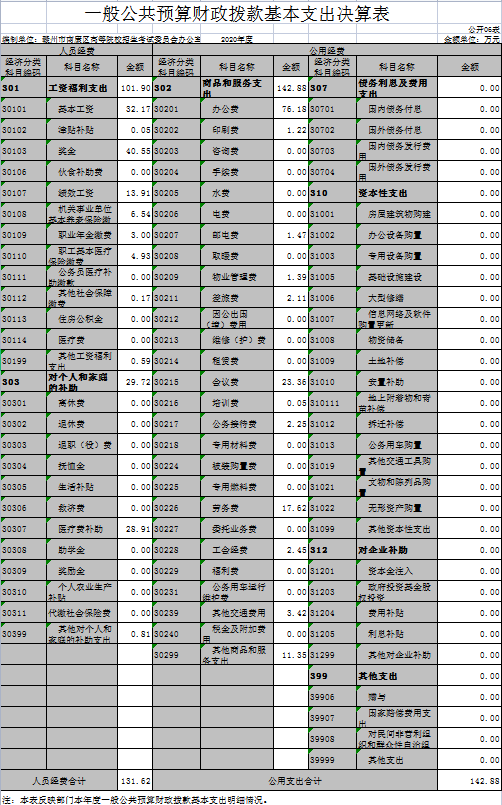 一般公共预算财政拨款基本支出决算表
公开06表
编制单位：赣州市南康区高等院校招生考试委员会办公室 2020年度 金额单位：万元
人员经费 公用经费
经济分类科目编码 科目名称 金额 经济分类科目编码 科目名称 金额 经济分类科目编码 科目名称 金额
301 工资福利支出 101.90 302 商品和服务支出 142.88 307 债务利息及费用支出 0.00
30101 基本工资 32.17 30201 办公费 76.18 30701 国内债务付息 0.00
30102 津贴补贴 0.05 30202 印刷费 1.22 30702 国外债务付息 0.00
30103 奖金 40.55 30203 咨询费 0.00 30703 国内债务发行费用 0.00
30106 伙食补助费 0.00 30204 手续费 0.00 30704 国外债务发行费用 0.00
30107 绩效工资 13.91 30205 水费 0.00 310 资本性支出 0.00
30108 机关事业单位基本养老保险缴 6.54 30206 电费 0.00 31001 房屋建筑物购建 0.00
30109 职业年金缴费 3.00 30207 邮电费 1.47 31002 办公设备购置 0.00
30110 职工基本医疗保险缴费 4.93 30208 取暖费 0.00 31003 专用设备购置 0.00
30111 公务员医疗补助缴款 0.00 30209 物业管理费 1.39 31005 基础设施建设 0.00
30112 其他社会保障缴费 0.17 30211 差旅费 2.11 31006 大型修缮 0.00
30113 住房公积金 0.00 30212 因公出国（境）费用 0.00 31007 信息网络及软件购置更新 0.00
30114 医疗费 0.00 30213 维修（护）费 0.00 31008 物资储备 0.00
30199 其他工资福利支出 0.59 30214 租赁费 0.00 31009 土地补偿 0.00
303 对个人和家庭的补助 29.72 30215 会议费 23.36 31010 安置补助 0.00
30301 离休费 0.00 30216 培训费 0.05 310111 地上附着物和青苗补偿 0.00
30302 退休费 0.00 30217 公务接待费 2.25 31012 拆迁补偿 0.00
30303 退职（役）费 0.00 30218 专用材料费 0.00 31013 公务用车购置 0.00
30304 抚恤金 0.00 30224 被装购置费 0.00 31019 其他交通工具购置 0.00
30305 生活补贴 0.00 30225 专用燃料费 0.00 31021 文物和陈列品购置 0.00
30306 救济费 0.00 30226 劳务费 17.62 31022 无形资产购置 0.00
30307 医疗费补助 28.91 30227 委托业务费 0.00 31099 其他资本性支出 0.00
30308 助学金 0.00 30228 工会经费 2.45 312 对企业补助 0.00
30309 奖励金 0.00 30229 福利费 0.00 31201 资本金注入 0.00
30310 个人农业生产补贴 0.00 30231 公务用车运行维护费 0.00 31203 政府投资基金股权投资 0.00
30311 代缴社会保险费 0.00 30239 其他交通费用 3.42 31204 费用补贴 0.00
30399 其他对个人和家庭的补助支出 0.81 30240 税金及附加费用 0.00 31205 利息补贴 0.00
30299 其他商品和服务支出 11.35 31299 其他对企业补助 0.00
399 其他支出 0.00
39906 赠与 0.00
39907 国家赔偿费用支出 0.00
39908 对民间非营利组织和群众性自治组 0.00
39999 其他支出 0.00
人员经费合计 131.62 公用支出合计 142.88
注：本表反映部门本年度一般公共预算财政拨款基本支出明细情况。